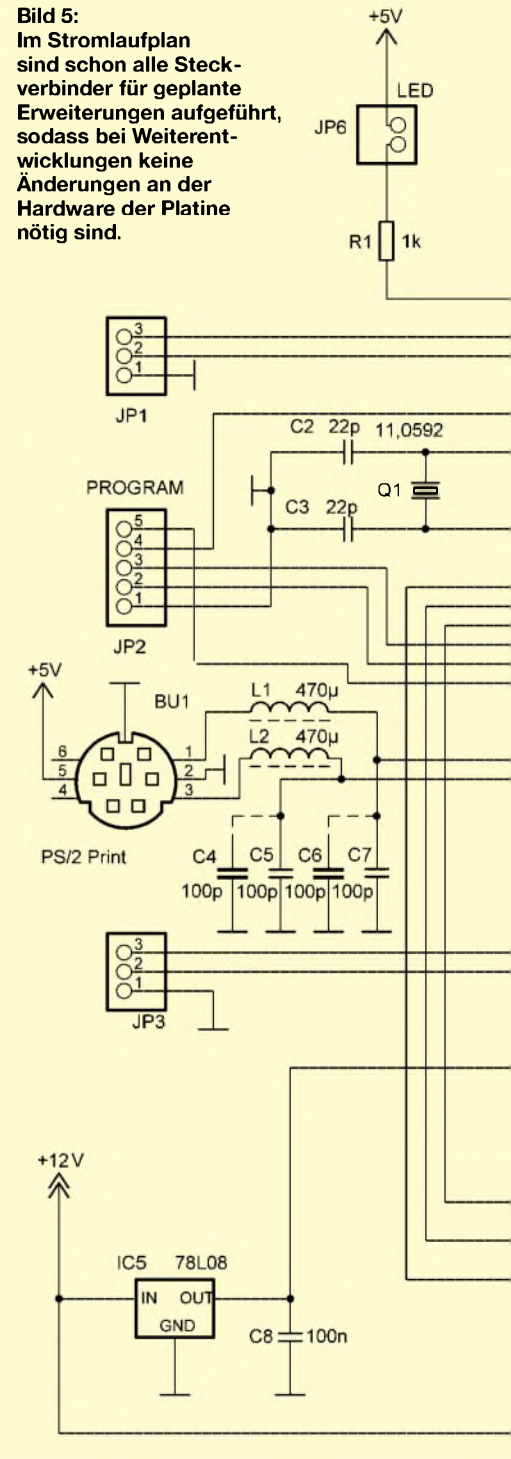 Bild 5:
Im Stromlaufplan
sind schon alle Steck-
verbinder für geplante
Erweiterungen aufgeführt,
sodass bei Weiterent-
wicklungen keine
Änderungen an der
Hardware der Platine
nötig sind.
+5V
LED
JP6
R1 1k
3
2
1
JP1
C2 22p 11,0592
PROGRAM
Q1
C3 22p
5
4
3
2
1
JP2
+5V
BU1
L1 470µ
L2 470µ
6 1
5 2
4 3
PS/2 Print
C4 C5 C6 C7
100p 100p 100p 100p
3
2
1
JP3
+12V
IC5 78L08
IN OUT
GND
C8 100n